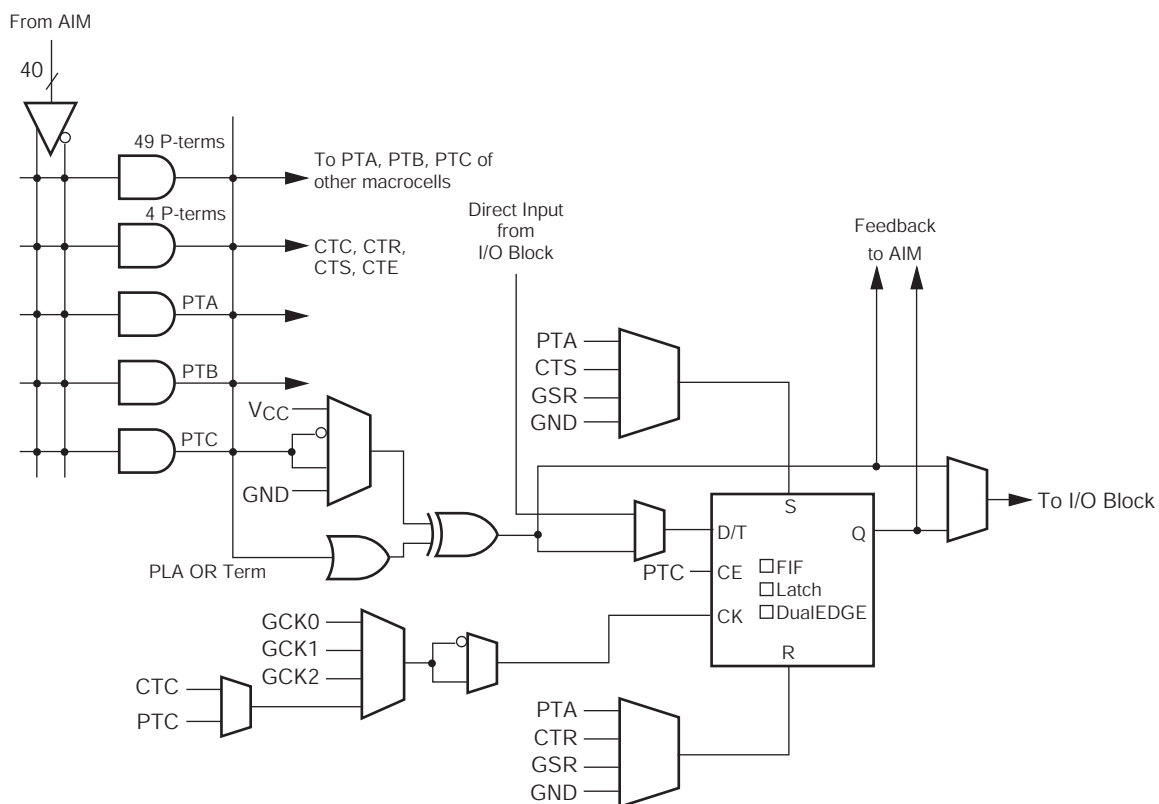 From AIM
40
49 P-terms
To PTA, PTB, PTC of
other macrocells
4 P-terms
CTC, CTR,
CTS, CTE
Direct Input
from
I/O Block
Feedback
to AIM
PTA
PTB
PTC
VCC
GND
PLA OR Term
PTA
CTS
GSR
GND
To I/O Block
S
D/T
Q
PTC
CE
FIF
Latch
DualEDGE
CK
R
GCK0
GCK1
GCK2
CTC
PTC
PTA
CTR
GSR
GND